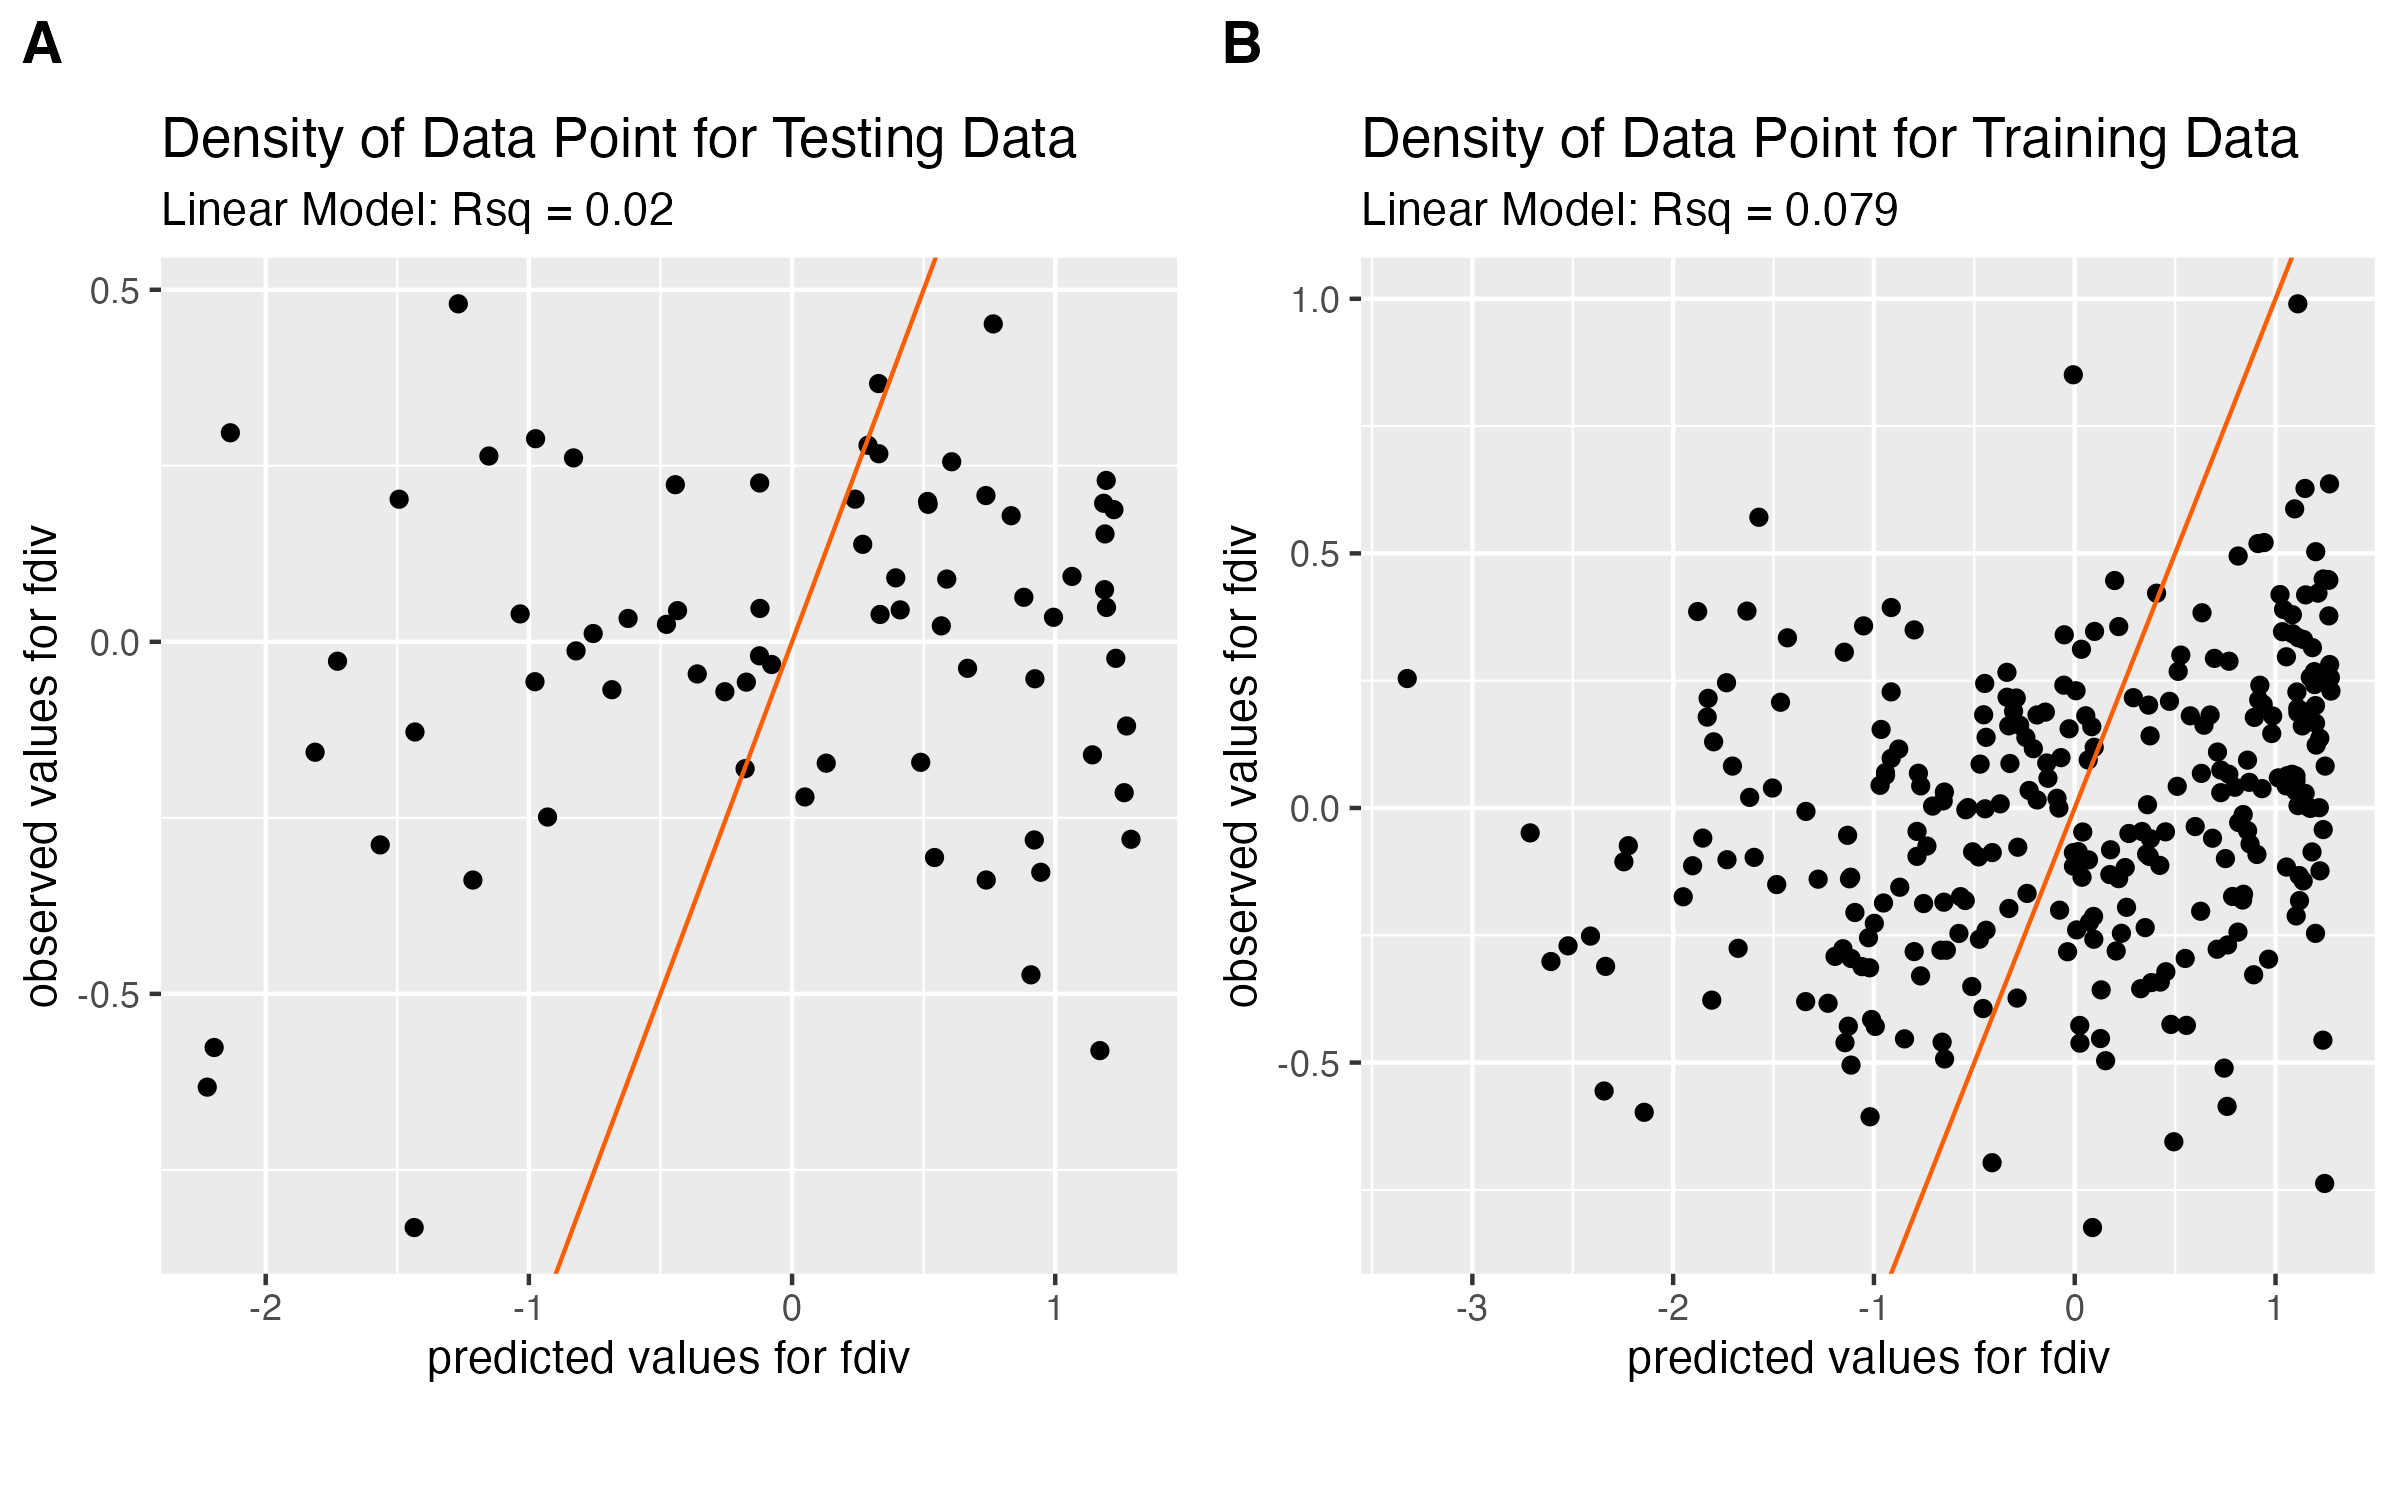 A
Density of Data Point for Testing Data
Linear Model: Rsq = 0.02
0.5
0.0
-0.5
observed values for fdiv
-2 -1 0 1
predicted values for fdiv
B
Density of Data Point for Training Data
Linear Model: Rsq = 0.079
1.0
0.5
0.0
-0.5
observed values for fdiv
-3 -2 -1 0 1
predicted values for fdiv